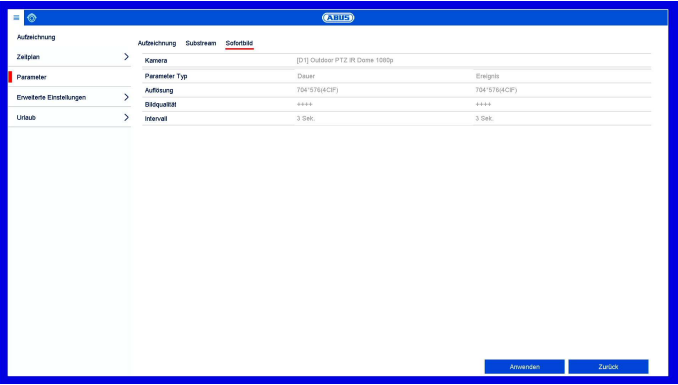 ABUS
Aufzeichnung
Aufzeichnung Substream Sofortbild
Zeitplan
Kamera [D1] Outdoor PTZ IR Dome 1080p
Parameter
Parameter Typ Dauer Ereignis
Auflösung 704*576(4CIF) 704*576(4CIF)
Erweiterte Einstellungen
Bildqualität ++++ ++++
Urlaub
Intervall 3 Sek. 3 Sek.
Anwenden Zurück